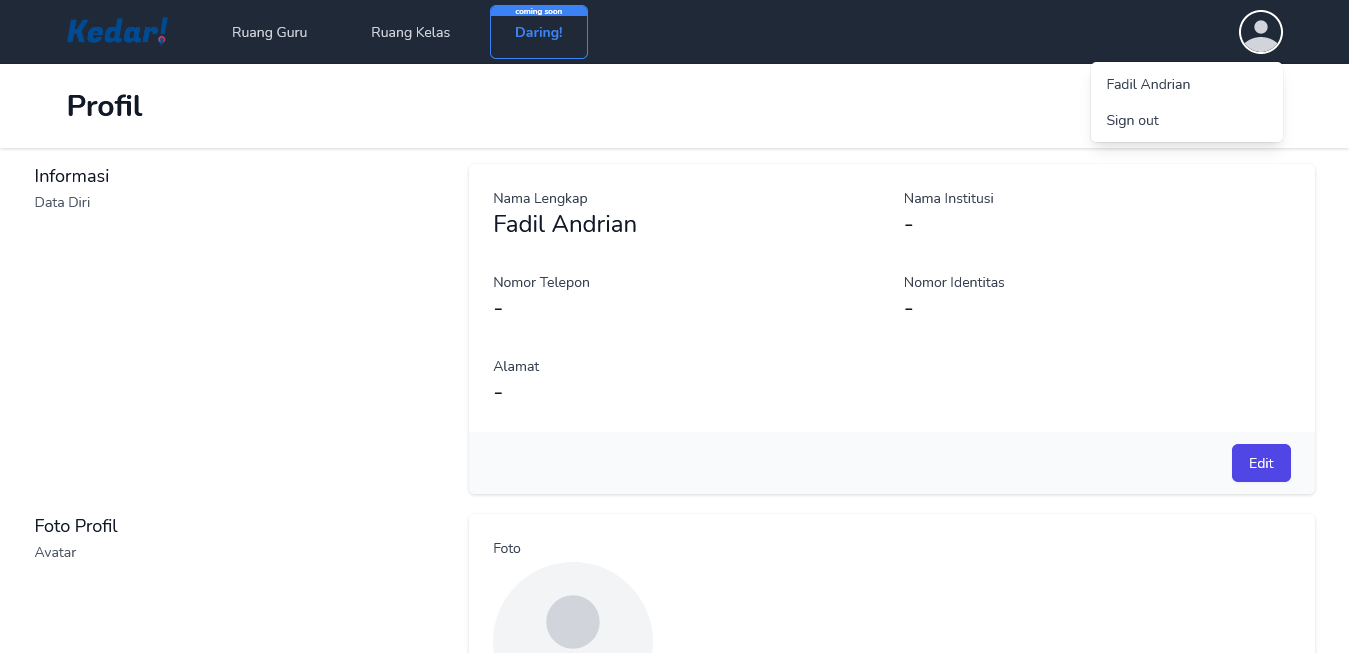 Kedar!
Ruang Guru
Ruang Kelas
coming soon
Daring!
Fadil Andrian
Sign out
Profil
Informasi
Data Diri
Nama Lengkap
Fadil Andrian
Nama Institusi
-
Nomor Telepon
-
Nomor Identitas
-
Alamat
-
Edit
Foto Profil
Avatar
Foto